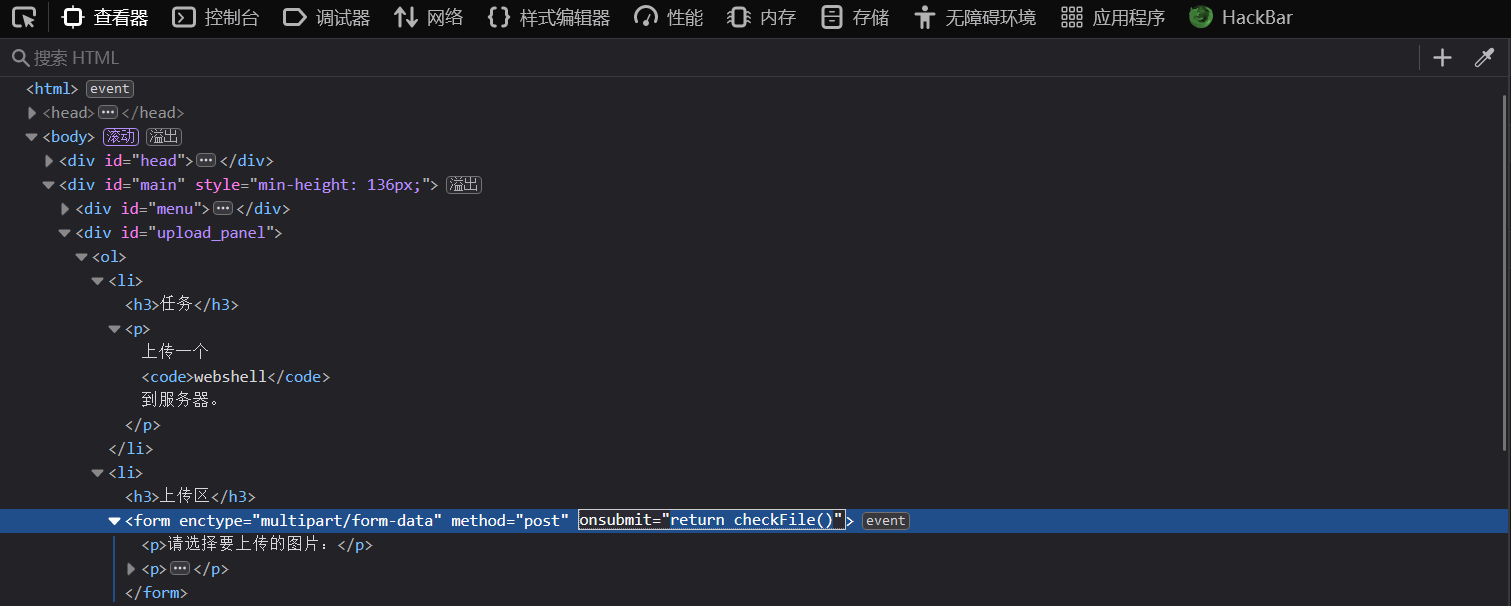 查看器 控制台 调试器 网络 样式编辑器 性能 内存 存储 无障碍环境 应用程序 HackBar
搜索 HTML
<html> event
<head> ••• </head>
<body> 滚动 溢出
<div id="head"> ••• </div>
<div id="main" style="min-height: 136px;"> 溢出
<div id="menu"> ••• </div>
<div id="upload_panel">
<ol>
<li>
<h3>任务</h3>
<p>
上传一个
<code>webshell</code>
到服务器。
</p>
</li>
<li>
<h3>上传区</h3>
<form enctype="multipart/form-data" method="post" onsubmit="return checkFile()"> event
<p>请选择要上传的图片：</p>
<p> ••• </p>
</form>